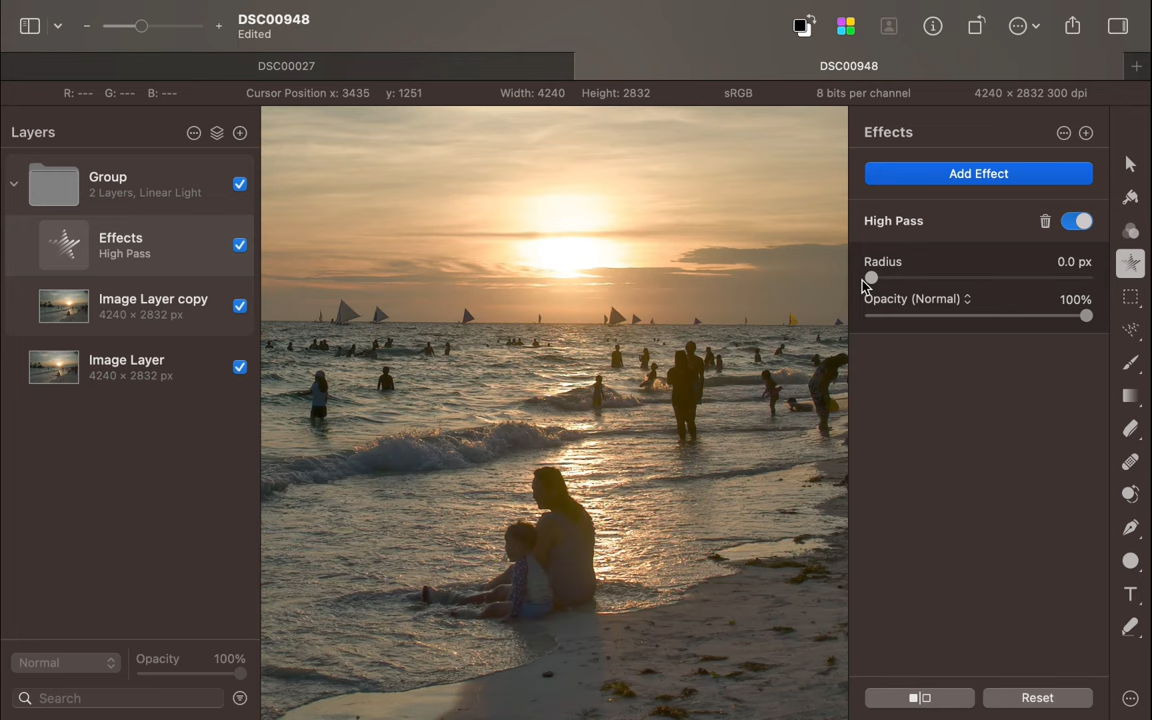 DSC00948
Edited
DSC00027
DSC00948
R: --- G: --- B: --- Cursor Position x: 3435 y: 1251 Width: 4240 Height: 2832 sRGB 8 bits per channel 4240 × 2832 300 dpi
Layers
Group
2 Layers, Linear Light
Effects
High Pass
Image Layer copy
4240 × 2832 px
Image Layer
4240 × 2832 px
Normal
Opacity 100%
Search
Effects
Add Effect
High Pass
Radius 0.0 px
Opacity (Normal) 100%
Reset